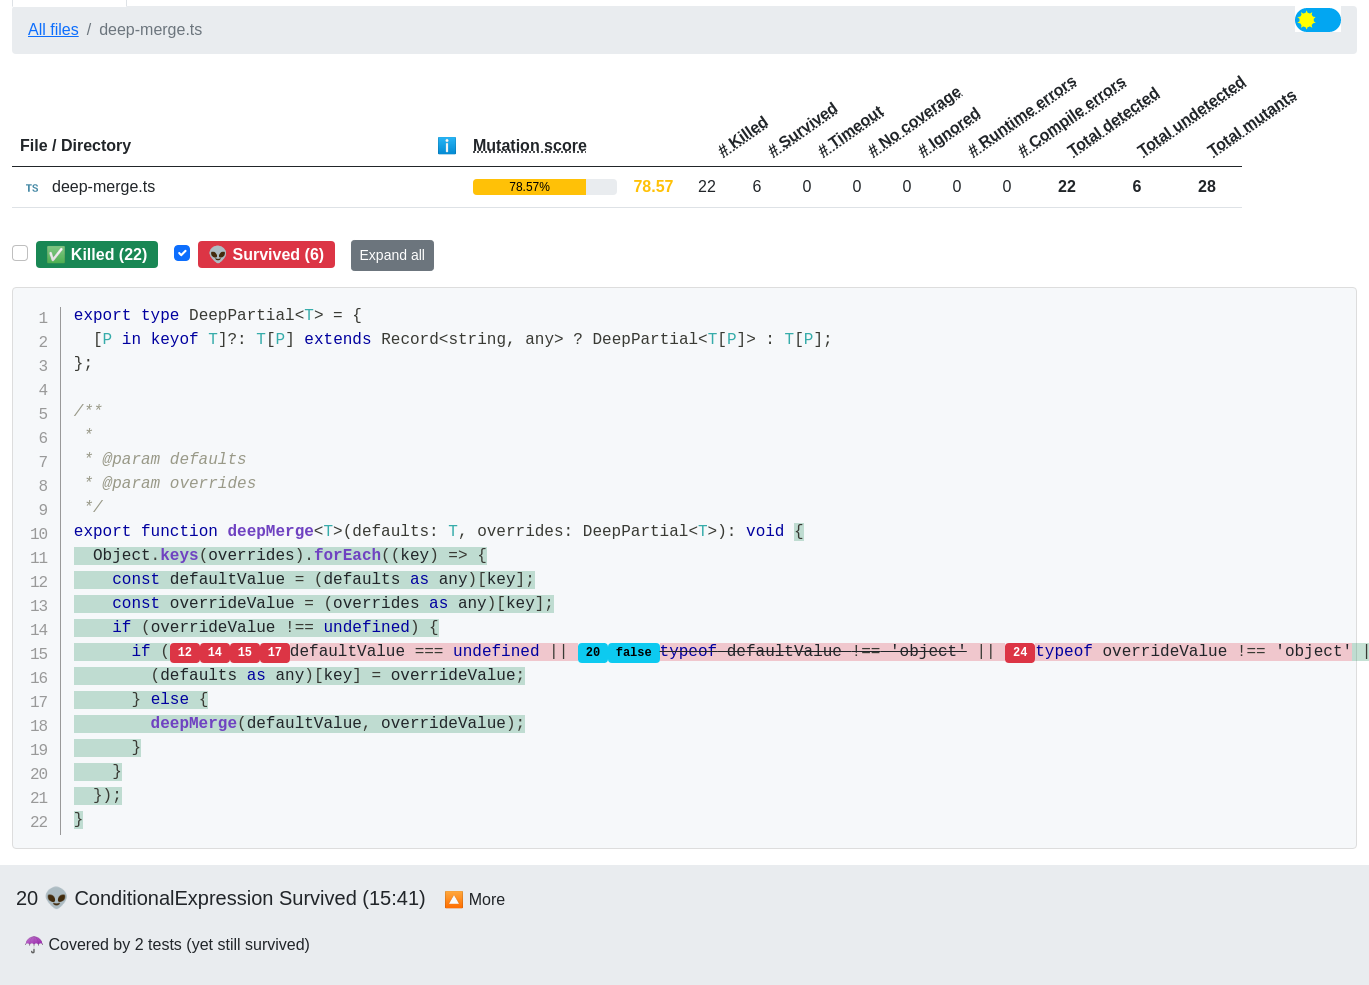 All files / deep-merge.ts
File / Directory ℹ️ Mutation score # Killed # Survived # Timeout # No coverage # Ignored # Runtime errors # Compile errors Total detected Total undetected Total mutants
TS deep-merge.ts 78.57% 78.57 22 6 0 0 0 0 0 22 6 28
✅ Killed (22) 👽 Survived (6) Expand all
1 export type DeepPartial<T> = {
2   [P in keyof T]?: T[P] extends Record<string, any> ? DeepPartial<T[P]> : T[P];
3 };
4
5 /**
6  *
7  * @param defaults
8  * @param overrides
9  */
10 export function deepMerge<T>(defaults: T, overrides: DeepPartial<T>): void {
11   Object.keys(overrides).forEach((key) => {
12     const defaultValue = (defaults as any)[key];
13     const overrideValue = (overrides as any)[key];
14     if (overrideValue !== undefined) {
15       if (12 14 15 17 defaultValue === undefined || 20 false typeof defaultValue !== 'object' || 24 typeof overrideValue !== 'object' ||
16         (defaults as any)[key] = overrideValue;
17       } else {
18         deepMerge(defaultValue, overrideValue);
19       }
20     }
21   });
22 }
20 👽 ConditionalExpression Survived (15:41) 🔼 More
☂️ Covered by 2 tests (yet still survived)